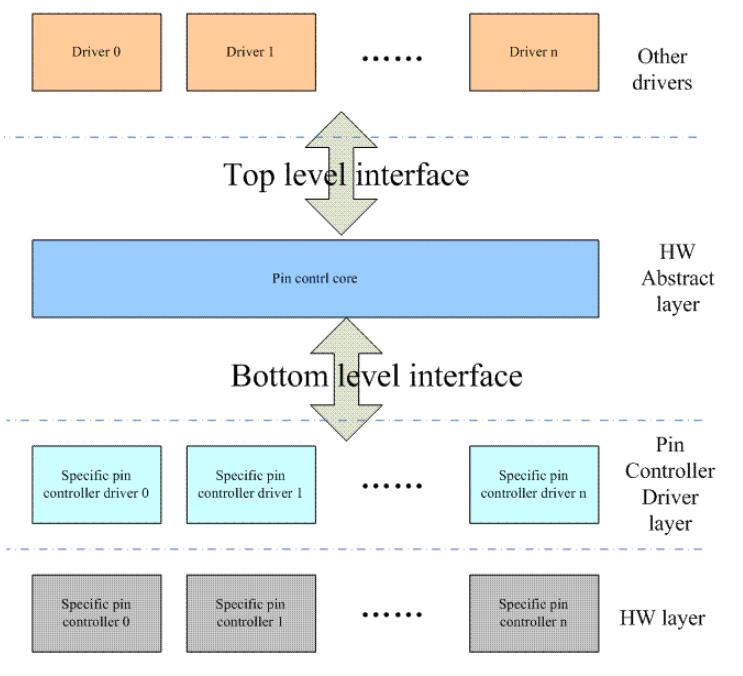 Driver 0
Driver 1
......
Driver n
Other
drivers
Top level interface
Pin contrl core
HW
Abstract
layer
Bottom level interface
Specific pin
controller driver 0
Specific pin
controller driver 1
......
Specific pin
controller driver n
Pin
Controller
Driver
layer
Specific pin
controller 0
Specific pin
controller 1
......
Specific pin
controller n
HW layer